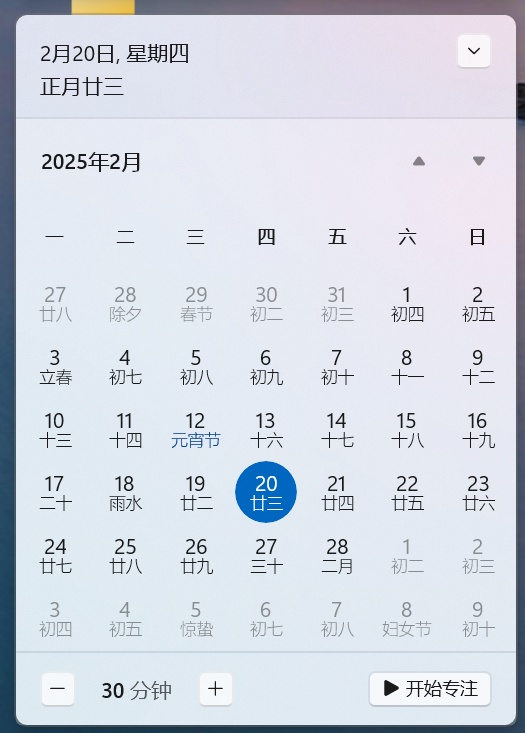 2月20日, 星期四
正月廿三
2025年2月
一 二 三 四 五 六 日
27 28 29 30 31 1 2
廿八 除夕 春节 初二 初三 初四 初五
3 4 5 6 7 8 9
立春 初七 初八 初九 初十 十一 十二
10 11 12 13 14 15 16
十三 十四 元宵节 十六 十七 十八 十九
17 18 19 20 21 22 23
二十 雨水 廿二 廿三 廿四 廿五 廿六
24 25 26 27 28 1 2
廿七 廿八 廿九 三十 二月 初二 初三
3 4 5 6 7 8 9
初四 初五 惊蛰 初七 初八 妇女节 初十
30 分钟 开始专注